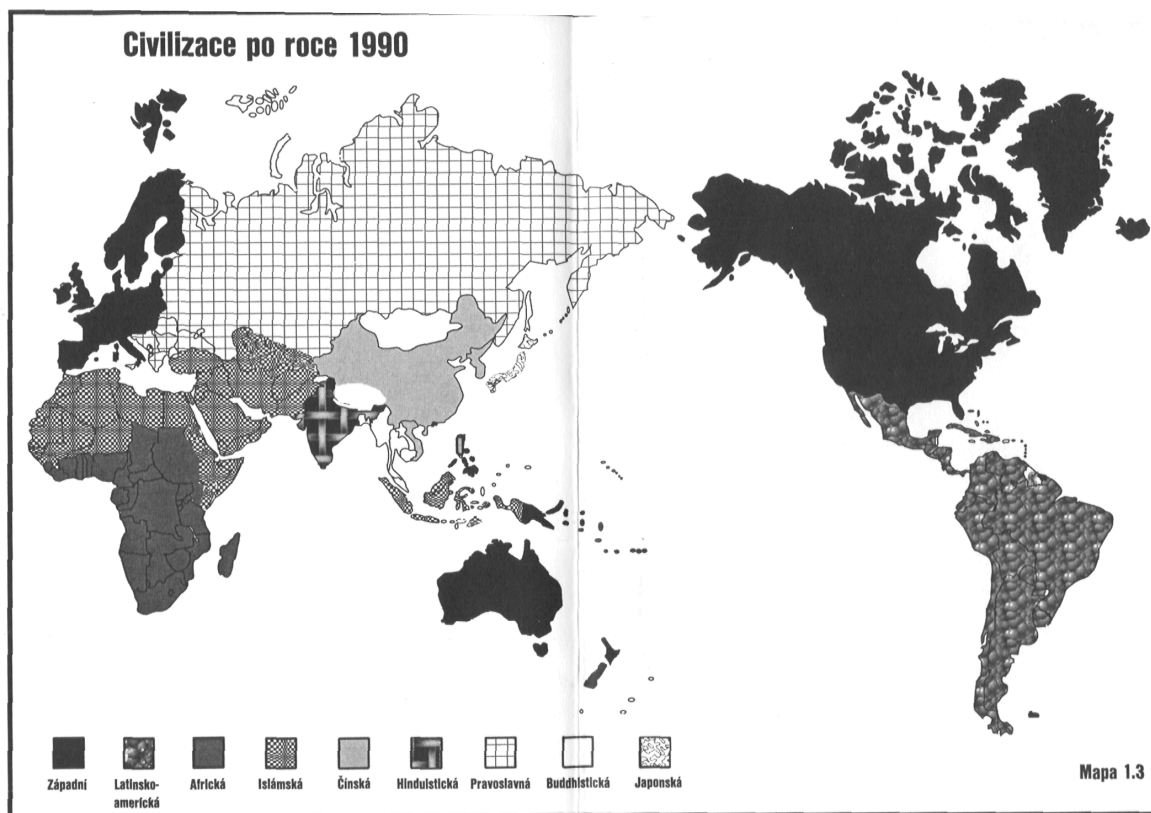 Civilizace po roce 1990
Západní
Latinsko-
americká
Africká
Islámská
Čínská
Hinduistická
Pravoslavná
Buddhistická
Japonská
Mapa 1.3